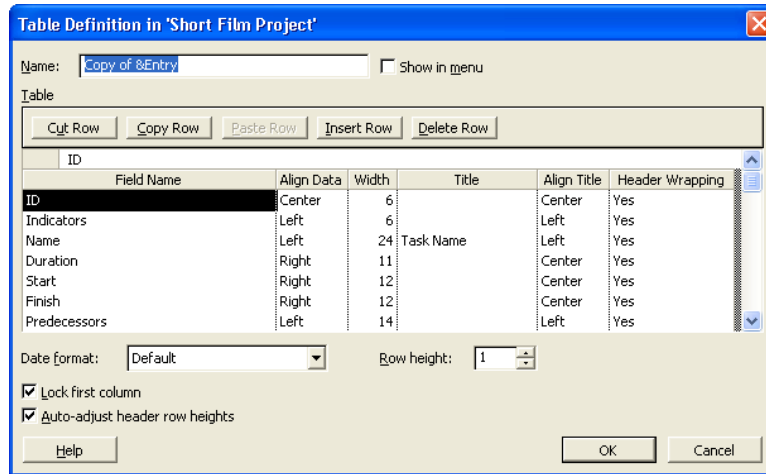 Table Definition in 'Short Film Project'
Name: Copy of &Entry Show in menu
Table
Cut Row Copy Row Paste Row Insert Row Delete Row
ID
Field Name Align Data Width Title Align Title Header Wrapping
ID Center 6 Center Yes
Indicators Left 6 Left Yes
Name Left 24 Task Name Left Yes
Duration Right 11 Center Yes
Start Right 12 Center Yes
Finish Right 12 Center Yes
Predecessors Left 14 Left Yes
Date format: Default Row height: 1
Lock first column
Auto-adjust header row heights
Help OK Cancel